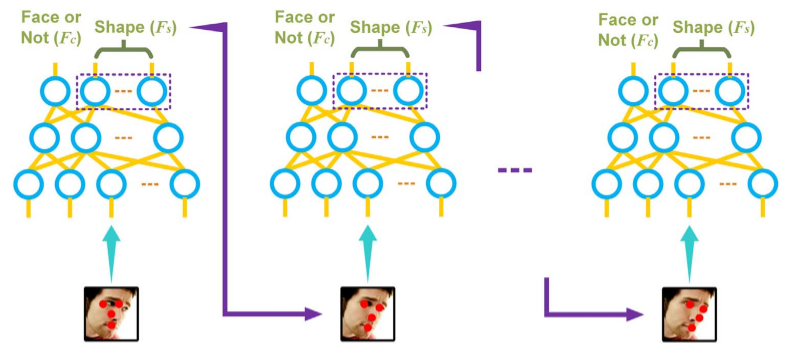 Face or
Not (Fc)
Shape (Fs)
Face or
Not (Fc)
Shape (Fs)
Face or
Not (Fc)
Shape (Fs)